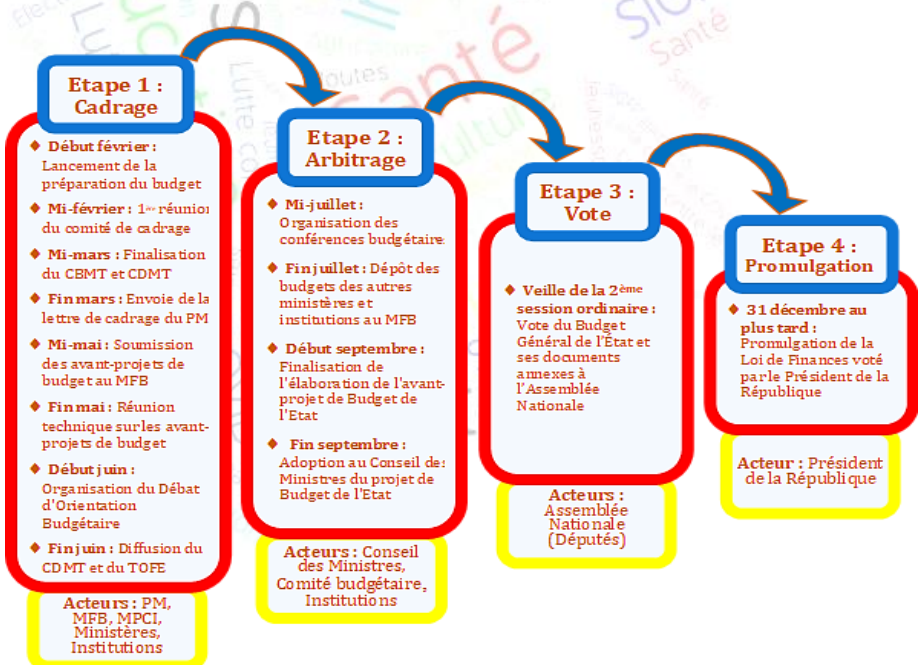 Etape 1 :
Cadrage
◆ Début février :
Lancement de la
préparation du budget
◆ Mi-février : 1ère réunion
du comité de cadrage
◆ Mi-mars : Finalisation
du CBMT et CDMT
◆ Fin mars : Envoie de la
lettre de cadrage du PM
◆ Mi-mai : Soumission
des avant-projets de
budget au MFB
◆ Fin mai : Réunion
technique sur les avant-
projets de budget
◆ Début juin :
Organisation du Débat
d'Orientation
Budgétaire
◆ Fin juin : Diffusion du
CDMT et du TOFE
Acteurs : PM,
MFB, MPCI,
Ministères,
Institutions
Etape 2 :
Arbitrage
◆ Mi-juillet :
Organisation des
conférences budgétaire
◆ Fin juillet : Dépôt des
budgets des autres
ministères et
institutions au MFB
◆ Début septembre :
Finalisation de
l'élaboration de l'avant-
projet de Budget de
l'Etat
◆ Fin septembre :
Adoption au Conseil des
Ministres du projet de
Budget de l'Etat
Acteurs : Conseil
des Ministres,
Comité budgétaire,
Institutions
Etape 3 :
Vote
◆ Veille de la 2ème
session ordinaire :
Vote du Budget
Général de l'État et
ses documents
annexes à
l'Assemblée
Nationale
Acteurs :
Assemblée
Nationale
(Députés)
Etape 4 :
Promulgation
◆ 31 décembre au
plus tard :
Promulgation de la
Loi de Finances voté
par le Président de la
République
Acteur : Président
de la République
Santé
Santé
culture
Lutte